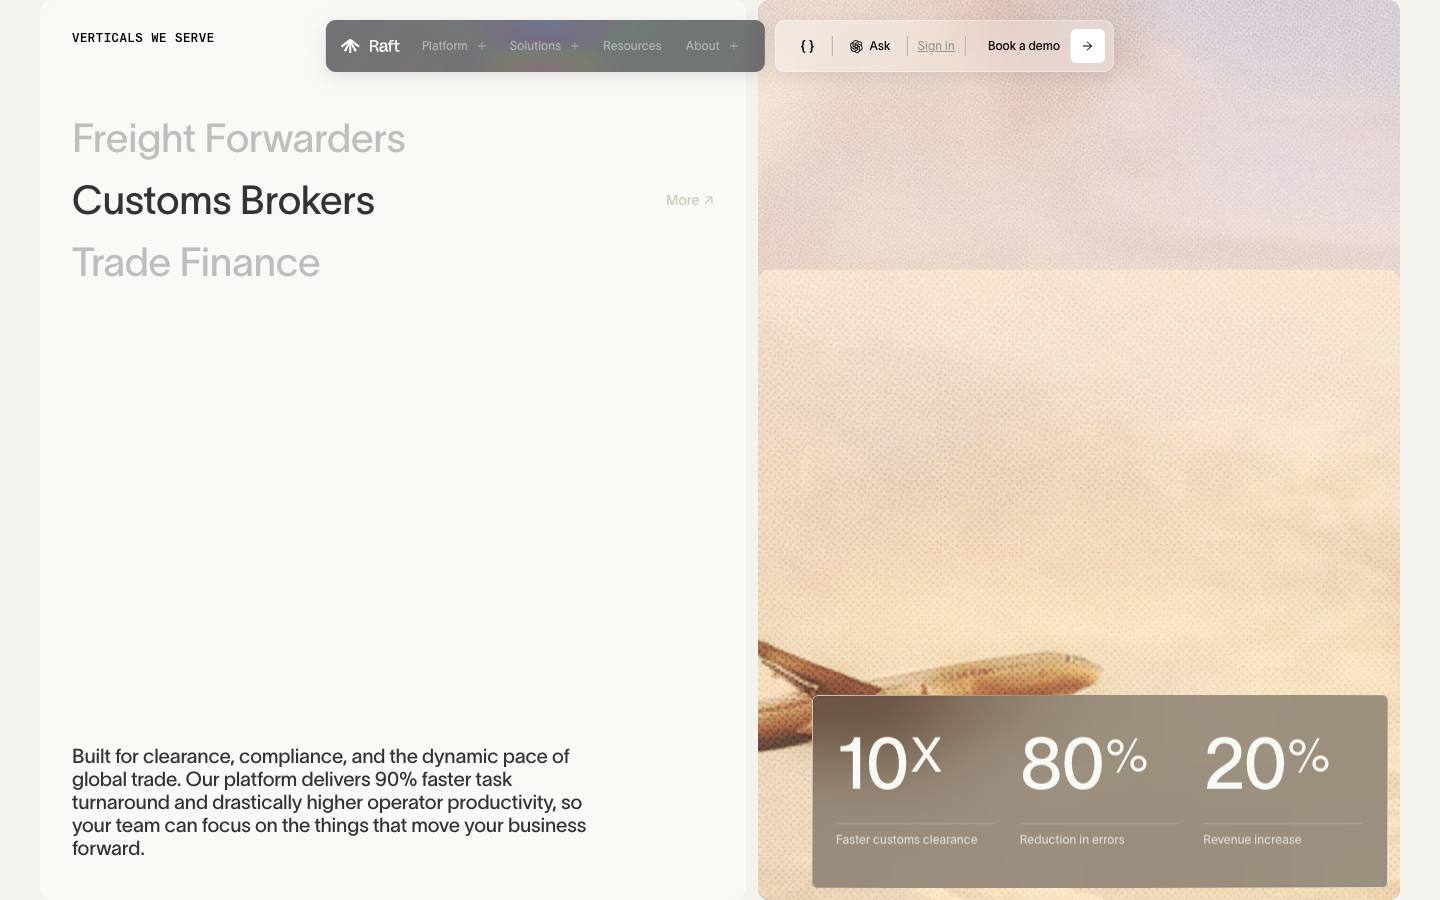 VERTICALS WE SERVE
Raft
Platform +
Solutions +
Resources
About +
{ }
Ask
Sign in
Book a demo →
Freight Forwarders
Customs Brokers
More ↗
Trade Finance
Built for clearance, compliance, and the dynamic pace of
global trade. Our platform delivers 90% faster task
turnaround and drastically higher operator productivity, so
your team can focus on the things that move your business
forward.
10X
Faster customs clearance
80%
Reduction in errors
20%
Revenue increase